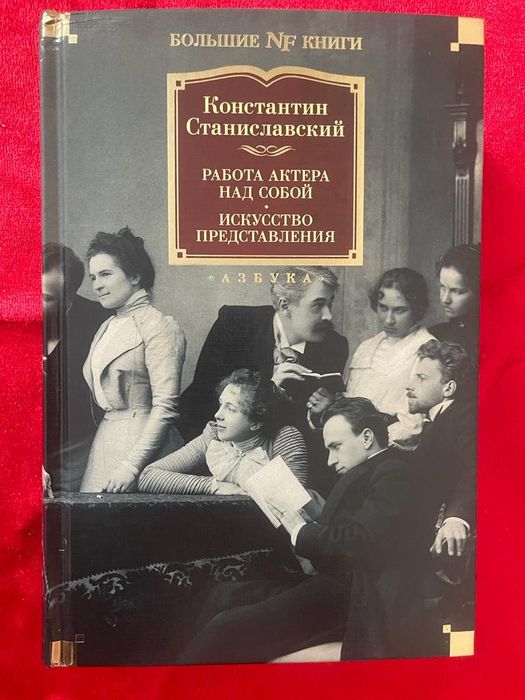 БОЛЬШИЕ NF КНИГИ
Константин
Станиславский
РАБОТА АКТЕРА
НАД СОБОЙ
ИСКУССТВО
ПРЕДСТАВЛЕНИЯ
«АЗБУКА»